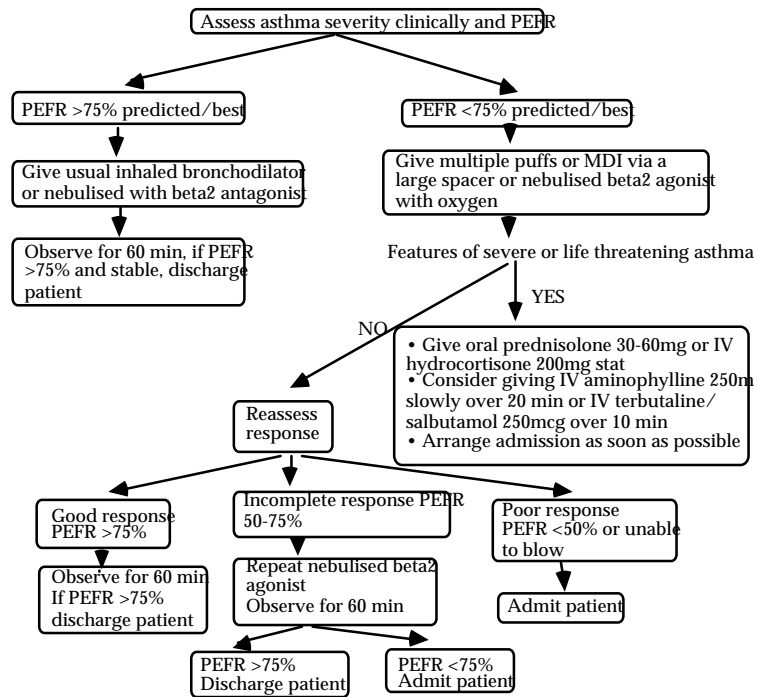 Assess asthma severity clinically and PEFR
PEFR >75% predicted/best
PEFR <75% predicted/best
Give usual inhaled bronchodilator
or nebulised with beta2 antagonist
Give multiple puffs or MDI via a
large spacer or nebulised beta2 agonist
with oxygen
Observe for 60 min, if PEFR
>75% and stable, discharge
patient
Features of severe or life threatening asthma
NO
YES
• Give oral prednisolone 30-60mg or IV
hydrocortisone 200mg stat
• Consider giving IV aminophylline 250m
slowly over 20 min or IV terbutaline/
salbutamol 250mcg over 10 min
• Arrange admission as soon as possible
Reassess
response
Good response
PEFR >75%
Incomplete response PEFR
50-75%
Poor response
PEFR <50% or unable
to blow
Observe for 60 min
If PEFR >75%
discharge patient
Repeat nebulised beta2
agonist
Observe for 60 min
Admit patient
PEFR >75%
Discharge patient
PEFR <75%
Admit patient